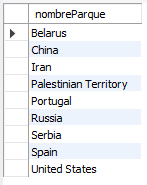 nombreParque
Belarus
China
Iran
Palestinian Territory
Portugal
Russia
Serbia
Spain
United States